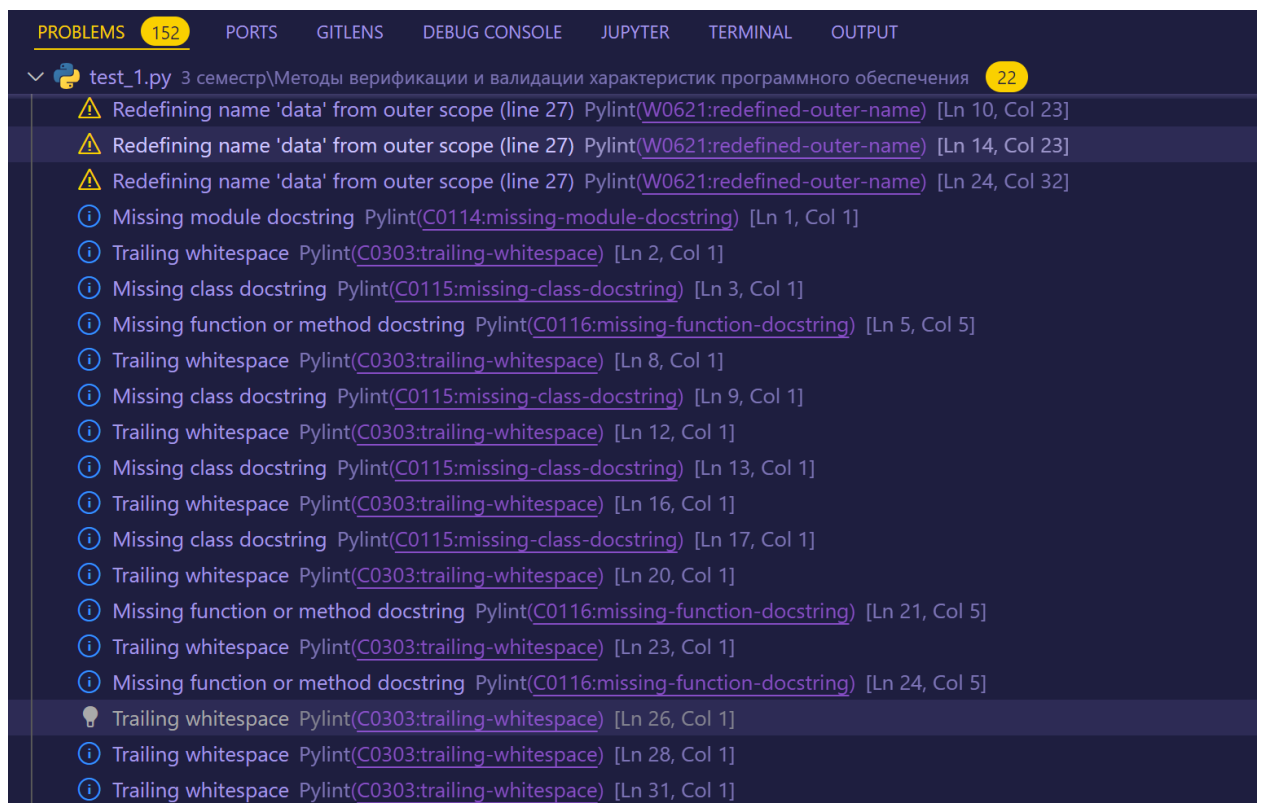 PROBLEMS 152 PORTS GITLENS DEBUG CONSOLE JUPYTER TERMINAL OUTPUT
test_1.py 3 семестр\Методы верификации и валидации характеристик программного обеспечения 22
Redefining name 'data' from outer scope (line 27) Pylint(W0621:redefined-outer-name) [Ln 10, Col 23]
Redefining name 'data' from outer scope (line 27) Pylint(W0621:redefined-outer-name) [Ln 14, Col 23]
Redefining name 'data' from outer scope (line 27) Pylint(W0621:redefined-outer-name) [Ln 24, Col 32]
Missing module docstring Pylint(C0114:missing-module-docstring) [Ln 1, Col 1]
Trailing whitespace Pylint(C0303:trailing-whitespace) [Ln 2, Col 1]
Missing class docstring Pylint(C0115:missing-class-docstring) [Ln 3, Col 1]
Missing function or method docstring Pylint(C0116:missing-function-docstring) [Ln 5, Col 5]
Trailing whitespace Pylint(C0303:trailing-whitespace) [Ln 8, Col 1]
Missing class docstring Pylint(C0115:missing-class-docstring) [Ln 9, Col 1]
Trailing whitespace Pylint(C0303:trailing-whitespace) [Ln 12, Col 1]
Missing class docstring Pylint(C0115:missing-class-docstring) [Ln 13, Col 1]
Trailing whitespace Pylint(C0303:trailing-whitespace) [Ln 16, Col 1]
Missing class docstring Pylint(C0115:missing-class-docstring) [Ln 17, Col 1]
Trailing whitespace Pylint(C0303:trailing-whitespace) [Ln 20, Col 1]
Missing function or method docstring Pylint(C0116:missing-function-docstring) [Ln 21, Col 5]
Trailing whitespace Pylint(C0303:trailing-whitespace) [Ln 23, Col 1]
Missing function or method docstring Pylint(C0116:missing-function-docstring) [Ln 24, Col 5]
Trailing whitespace Pylint(C0303:trailing-whitespace) [Ln 26, Col 1]
Trailing whitespace Pylint(C0303:trailing-whitespace) [Ln 28, Col 1]
Trailing whitespace Pylint(C0303:trailing-whitespace) [Ln 31, Col 1]